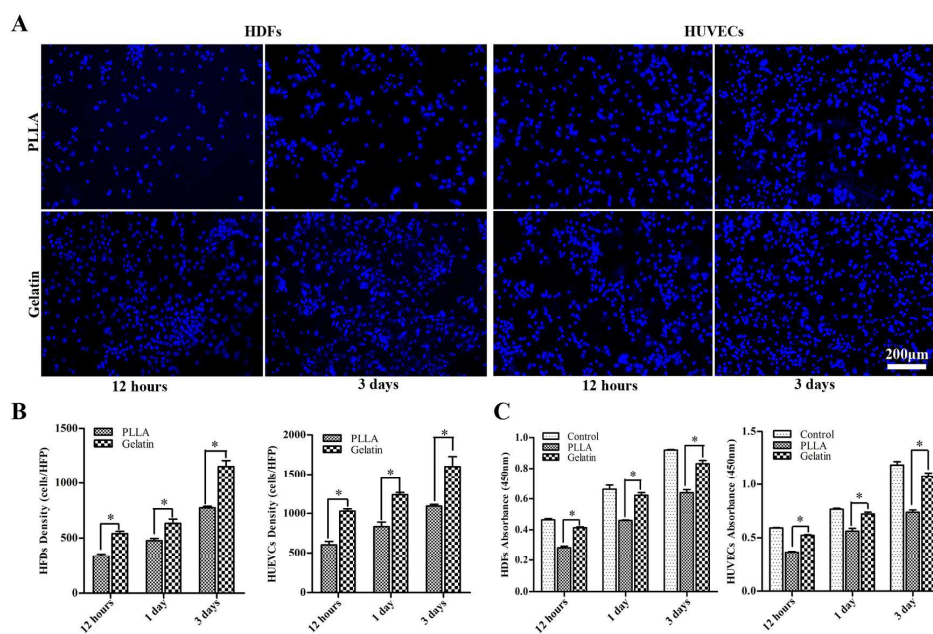 A
HDFs
HUVECs
PLLA
Gelatin
200μm
12 hours
3 days
12 hours
3 days
B
HFDs Density (cells/HFP)
1500
1000
500
0
PLLA
Gelatin
*
*
*
12 hours
1 day
3 days
HUEVCs Density (cells/HFP)
2000
1500
1000
500
0
PLLA
Gelatin
*
*
*
12 hours
1 day
3 days
C
HDFs Absorbance (450nm)
1.0
0.8
0.6
0.4
0.2
0.0
Control
PLLA
Gelatin
*
*
*
12 hours
1 day
3 days
HUVECs Absorbance (450nm)
1.5
1.0
0.5
0.0
Control
PLLA
Gelatin
*
*
*
12 hours
1 day
3 days